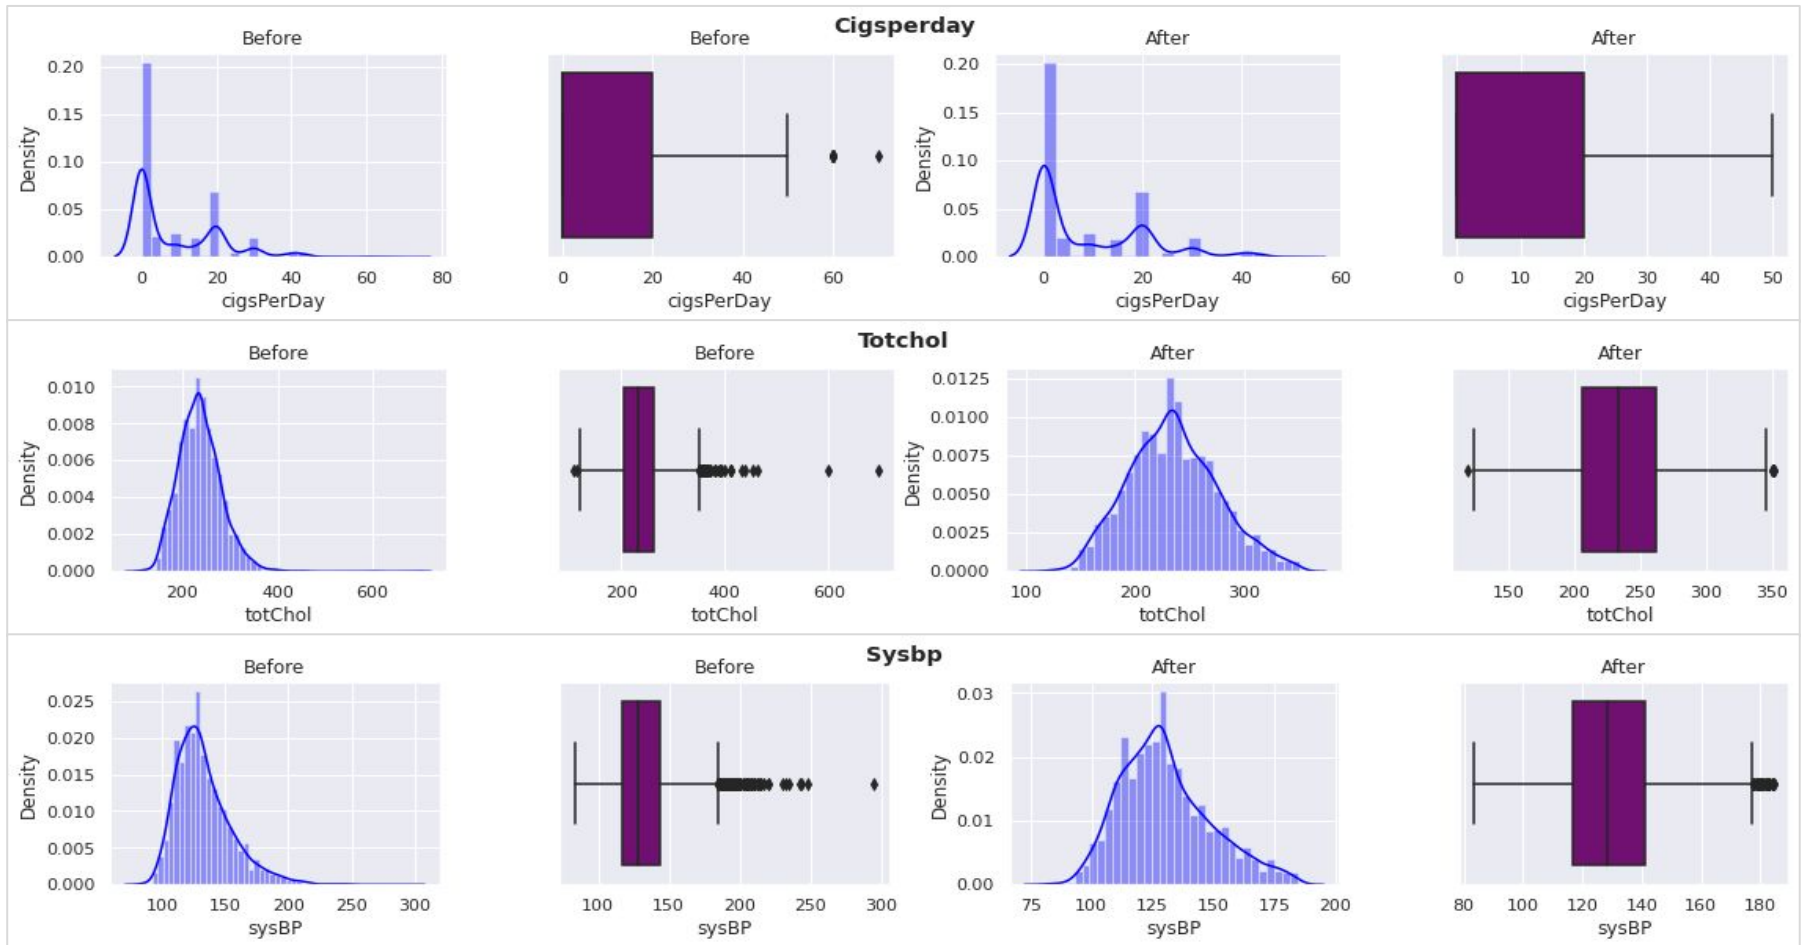 Cigsperday
Before Before After After
0.20 0.15 0.10 0.05 0.00
Density
0 20 40 60 80
cigsPerDay
0 20 40 60
cigsPerDay
0.20 0.15 0.10 0.05 0.00
Density
0 20 40 60
cigsPerDay
0 10 20 30 40 50
cigsPerDay
Totchol
Before Before After After
0.010 0.008 0.006 0.004 0.002 0.000
Density
200 400 600
totChol
200 400 600
totChol
0.0125 0.0100 0.0075 0.0050 0.0025 0.0000
Density
100 200 300
totChol
150 200 250 300 350
totChol
Sysbp
Before Before After After
0.025 0.020 0.015 0.010 0.005 0.000
Density
100 150 200 250 300
sysBP
100 150 200 250 300
sysBP
0.03 0.02 0.01 0.00
Density
75 100 125 150 175 200
sysBP
80 100 120 140 160 180
sysBP